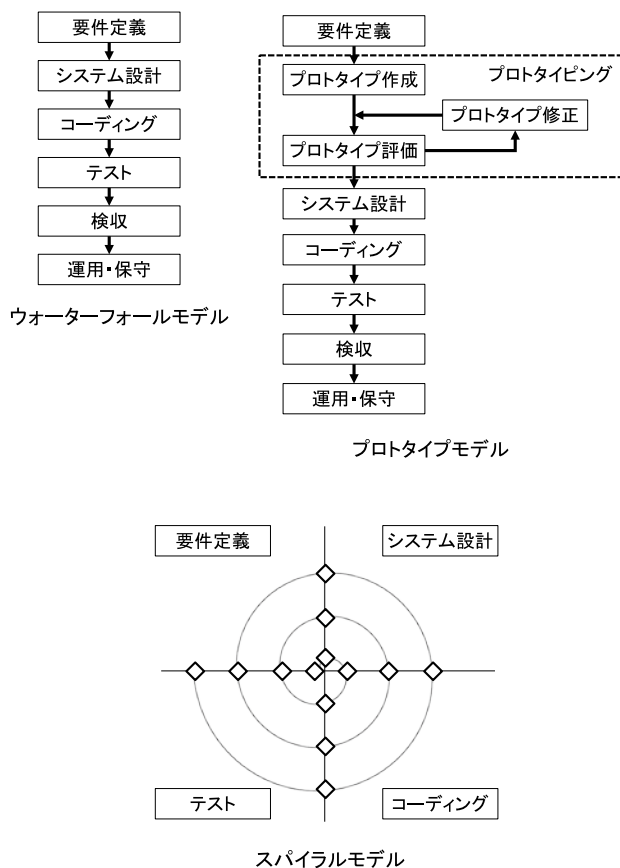 要件定義
システム設計
コーディング
テスト
検収
運用・保守
ウォーターフォールモデル
要件定義
プロトタイピング
プロトタイプ作成
プロトタイプ修正
プロトタイプ評価
システム設計
コーディング
テスト
検収
運用・保守
プロトタイプモデル
要件定義
システム設計
テスト
コーディング
スパイラルモデル